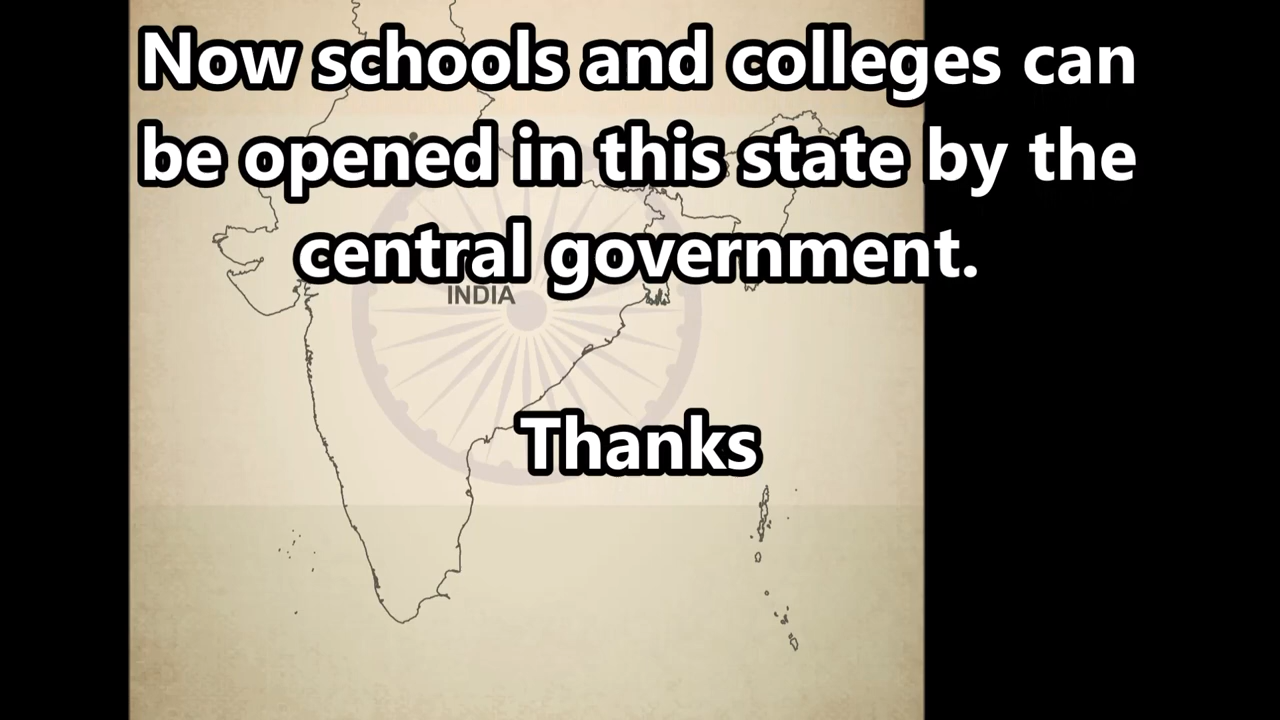 Now schools and colleges can
be opened in this state by the
central government.
INDIA
Thanks